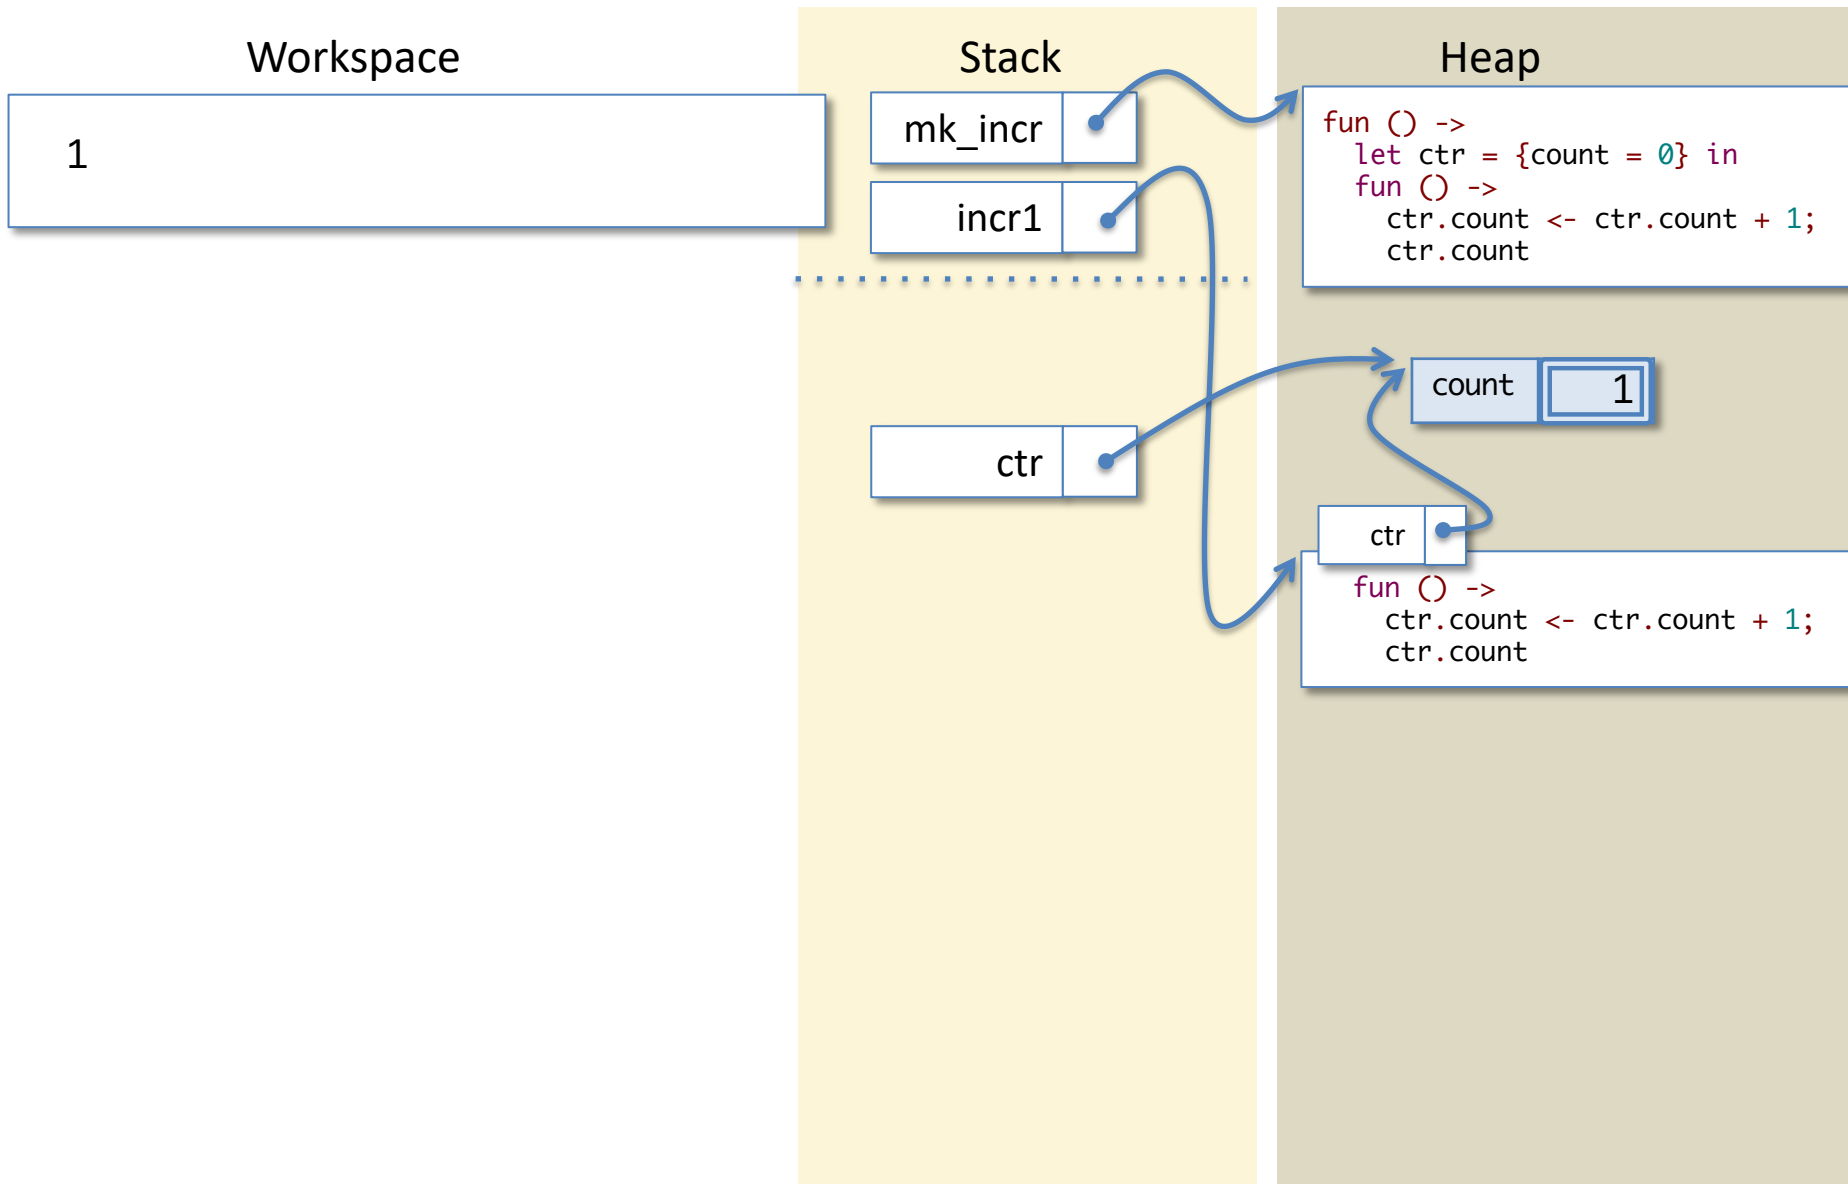 Workspace
1
Stack
mk_incr
incr1
ctr
Heap
fun () ->
let ctr = {count = 0} in
fun () ->
ctr.count <- ctr.count + 1;
ctr.count
count 1
ctr
fun () ->
ctr.count <- ctr.count + 1;
ctr.count